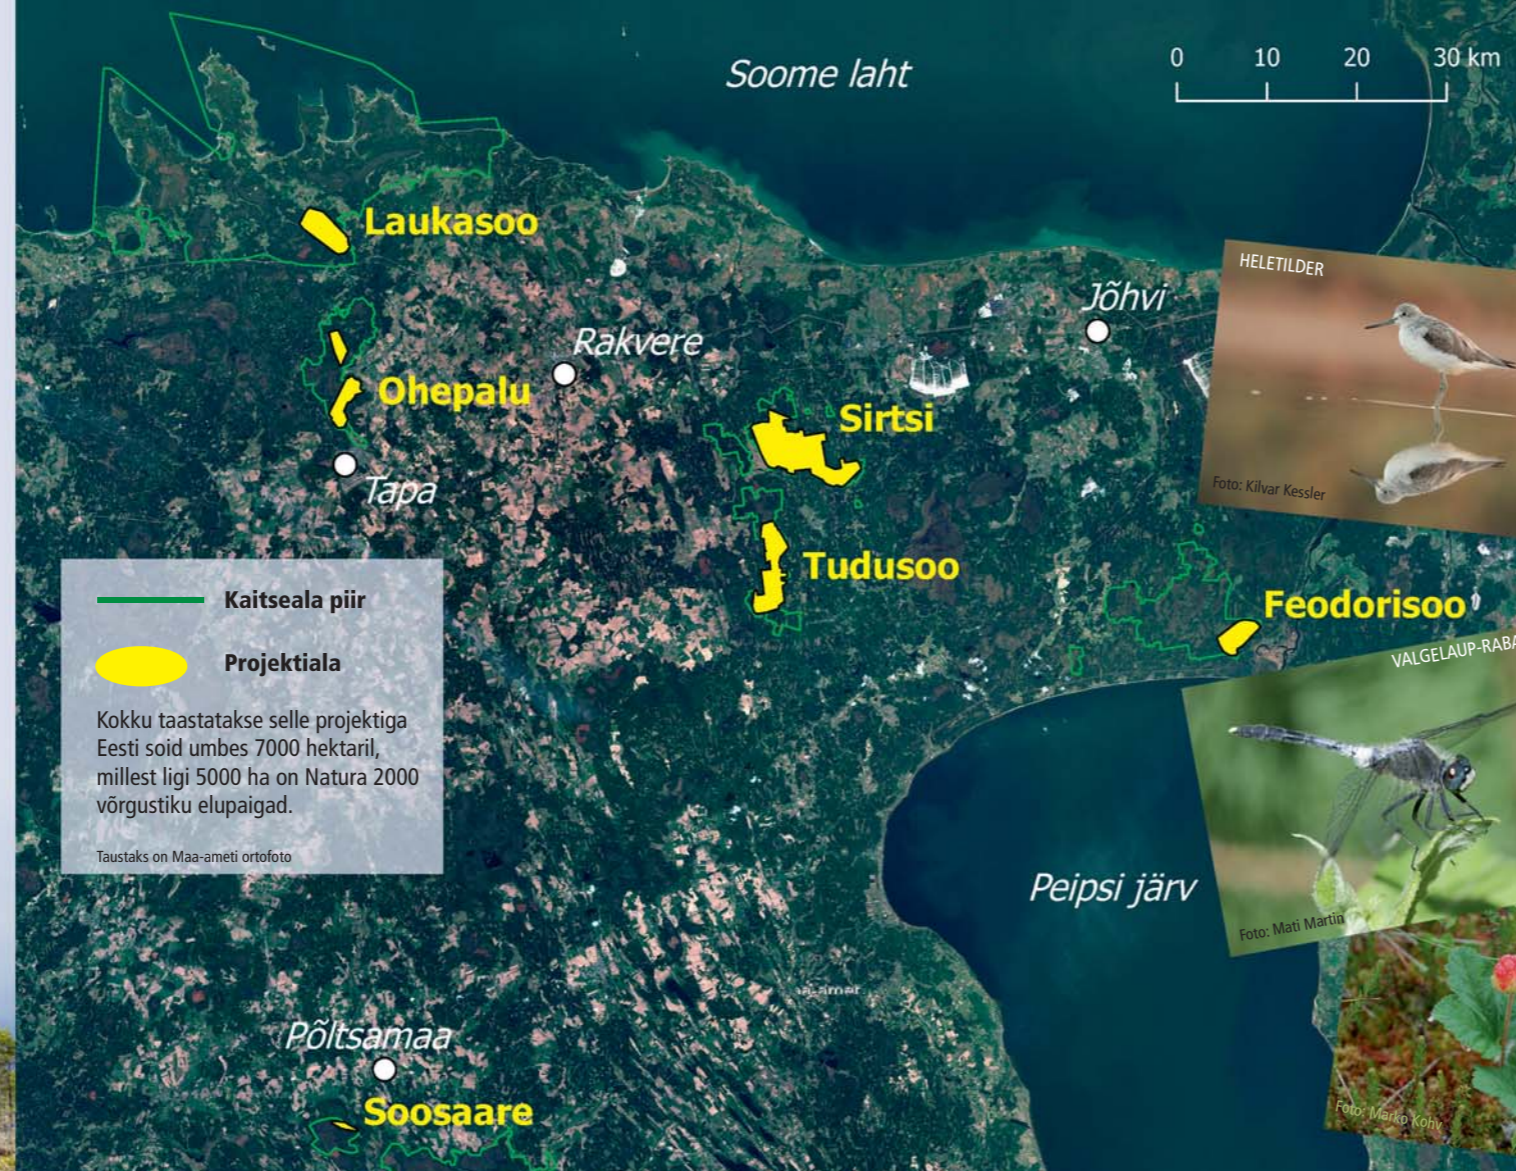 Soome laht
0 10 20 30 km
Laukasoo
HELETILDER
Jõhvi
Rakvere
Ohepalu
Sirtsi
Tapa
Foto: Kilvar Kessler
Tudusoo
Kaitseala piir
Feodorisoo
Projektiala
VALGELAUP-RABA
Kokku taastatakse selle projektiga
Eesti soid umbes 7000 hektaril,
millest ligi 5000 ha on Natura 2000
võrgustiku elupaigad.
Taustaks on Maa-ameti ortofoto
Peipsi järv
Foto: Mati Martin
Põltsamaa
Soosaare
Foto: Marko Kohv